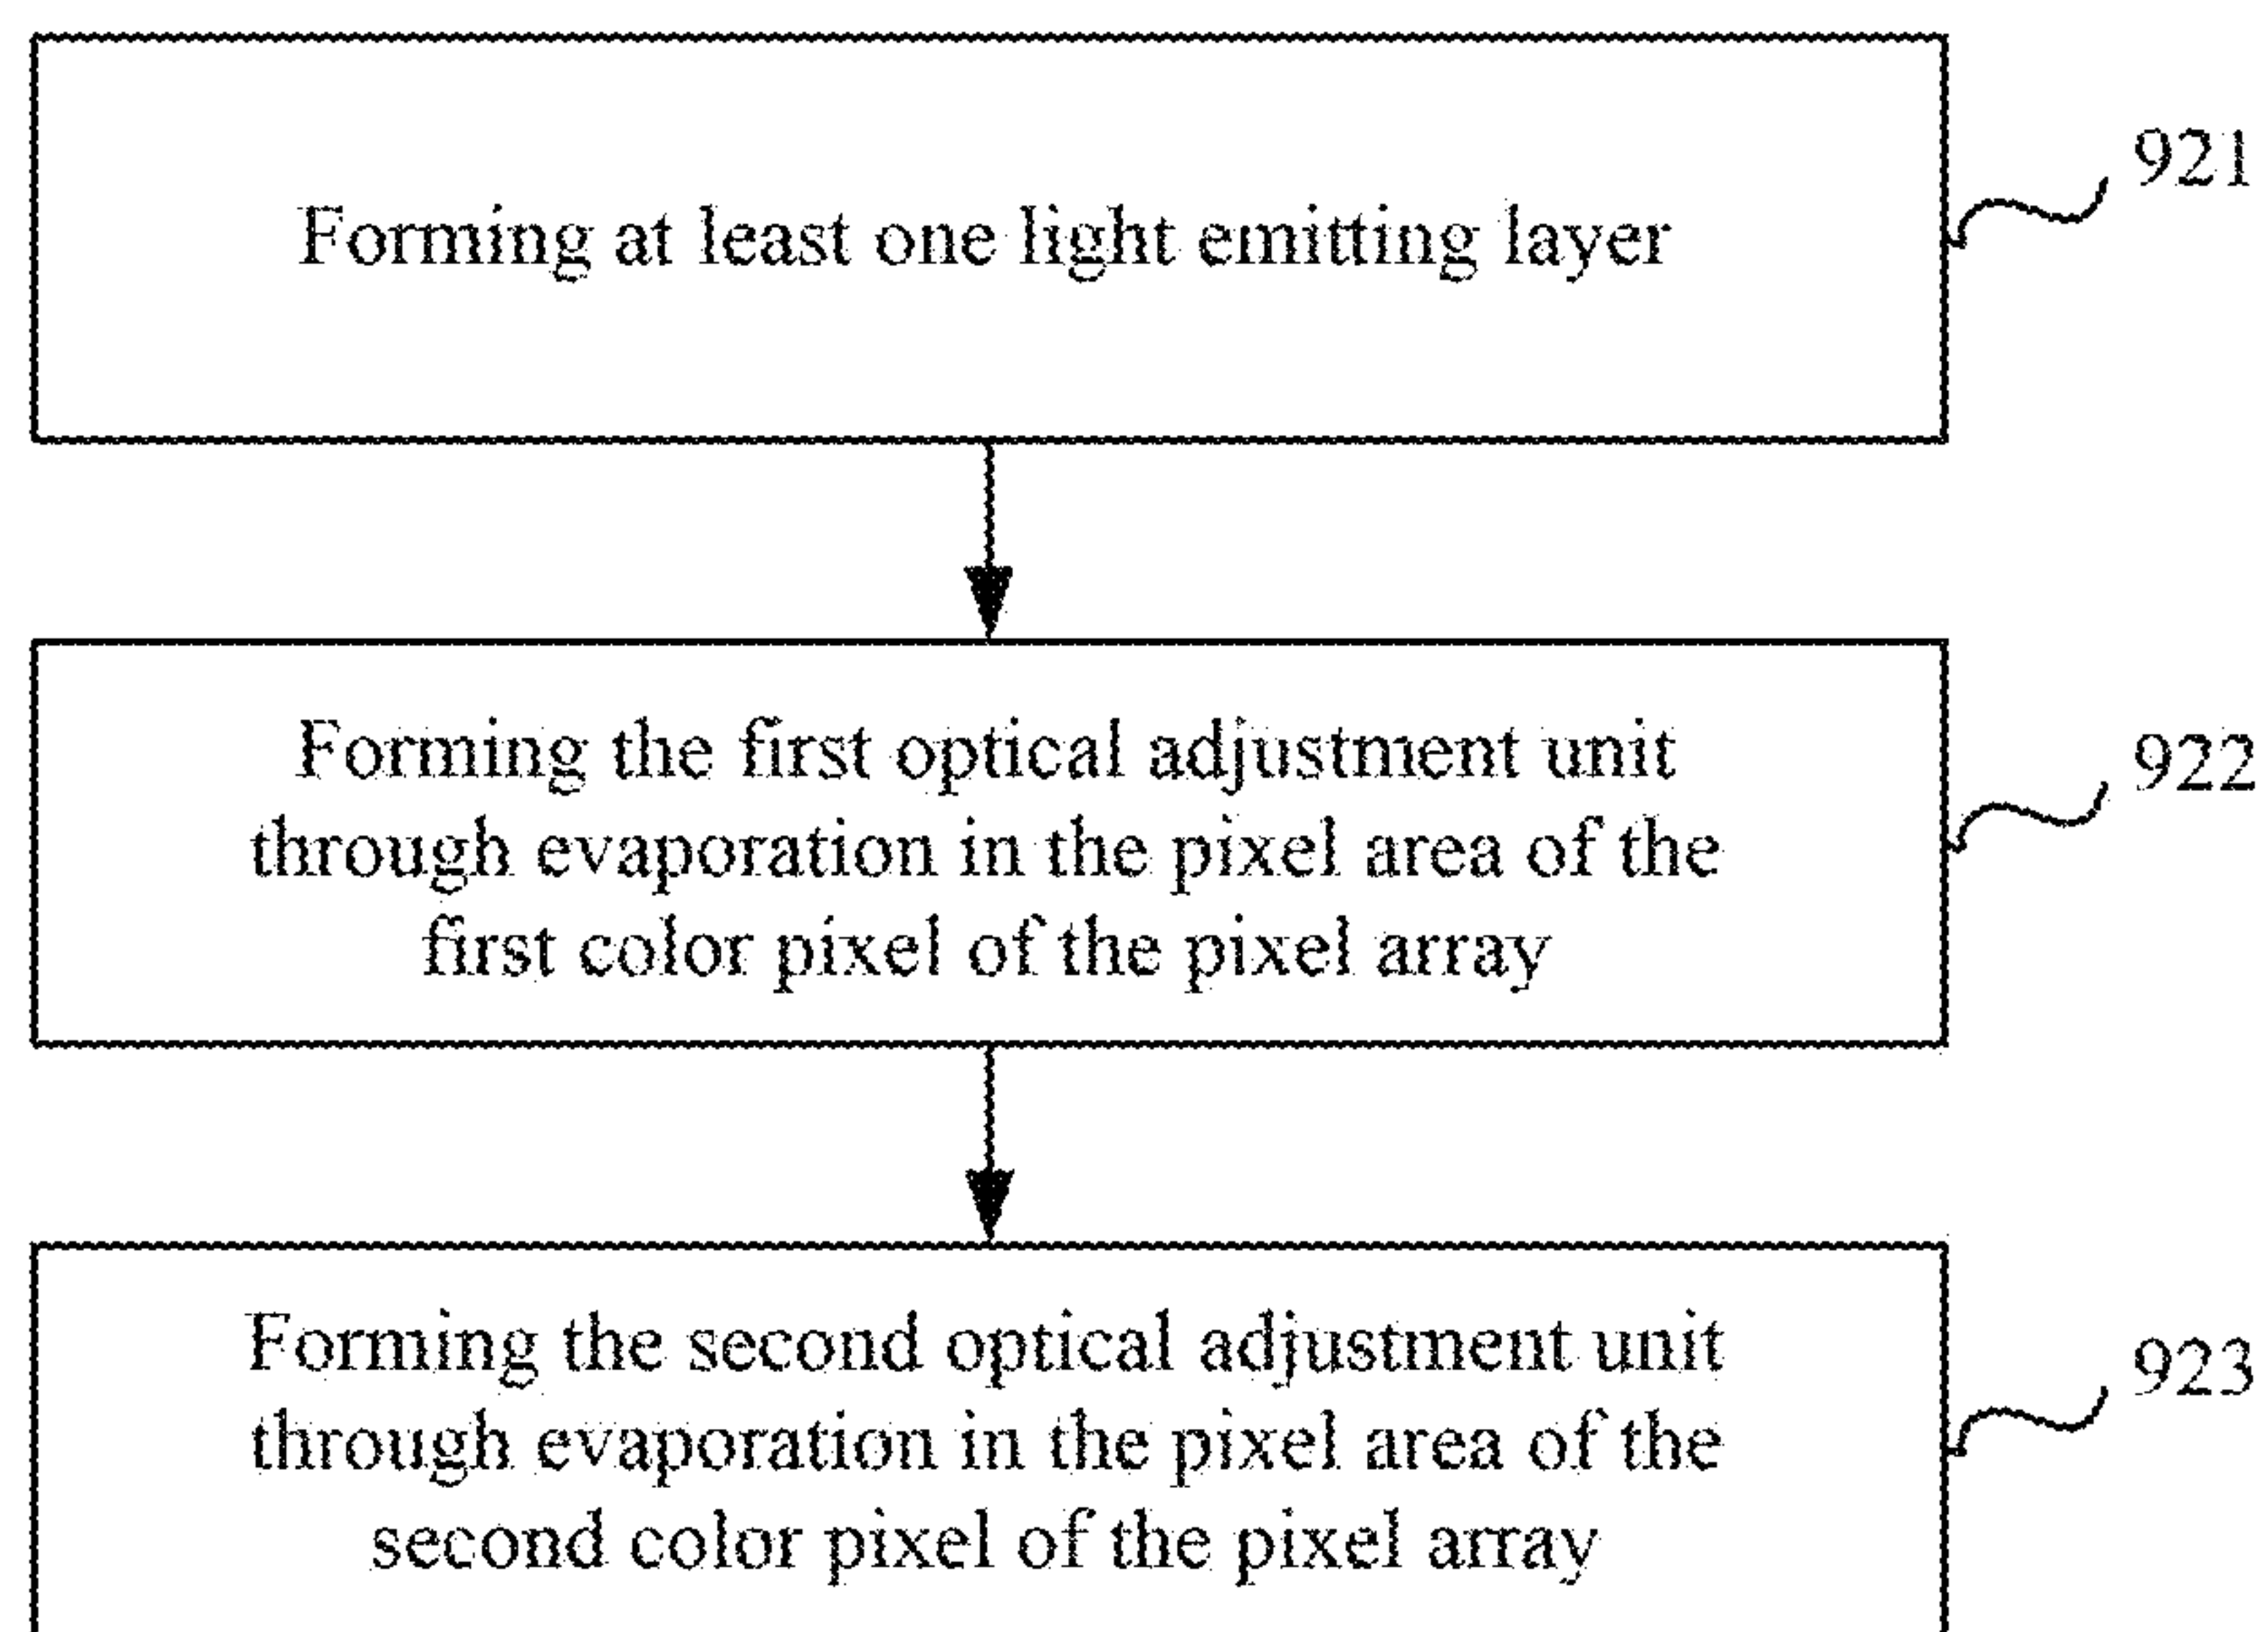 Forming at least one light emitting layer
921
Forming the first optical adjustment unit
through evaporation in the pixel area of the
first color pixel of the pixel array
922
Forming the second optical adjustment unit
through evaporation in the pixel area of the
second color pixel of the pixel array
923